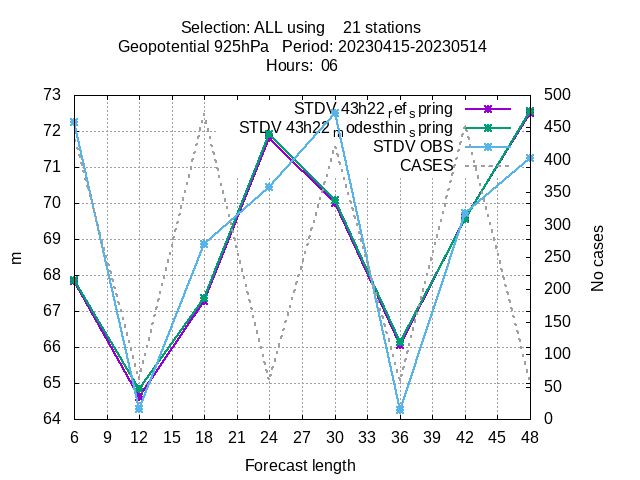 Selection: ALL using    21 stations
Geopotential 925hPa   Period: 20230415-20230514
Hours:  06
73
72
71
70
69
68
67
66
65
64
500
450
400
350
300
250
200
150
100
50
0
m
No cases
STDV 43h22refspring
STDV 43h22modesthinspring
STDV OBS
CASES
6 9 12 15 18 21 24 27 30 33 36 39 42 45 48
Forecast length